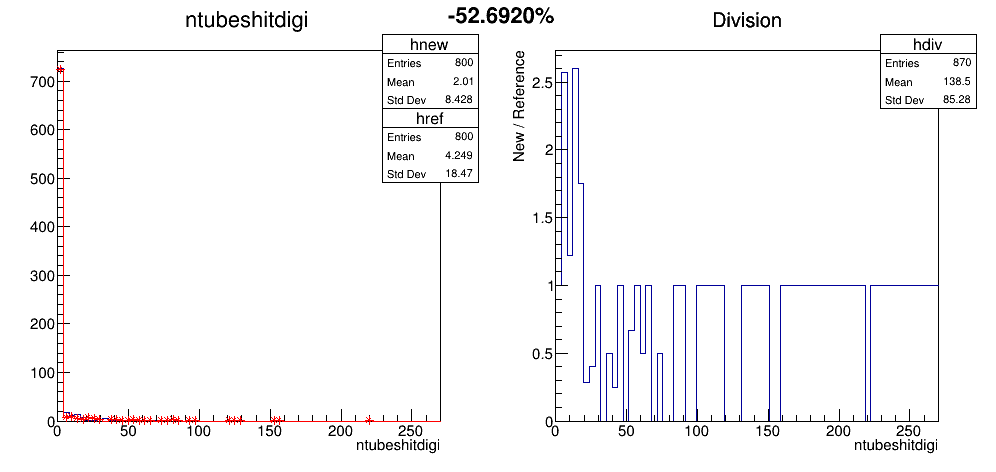 -52.6920%
ntubeshitdigi
hnew
Entries 800
Mean 2.01
Std Dev 8.428
href
Entries 800
Mean 4.249
Std Dev 18.47
700
600
500
400
300
200
100
0
0 50 100 150 200 250
ntubeshitdigi
Division
hdiv
Entries 870
Mean 138.5
Std Dev 85.28
New / Reference
2.5
2
1.5
1
0.5
0
0 50 100 150 200 250
ntubeshitdigi